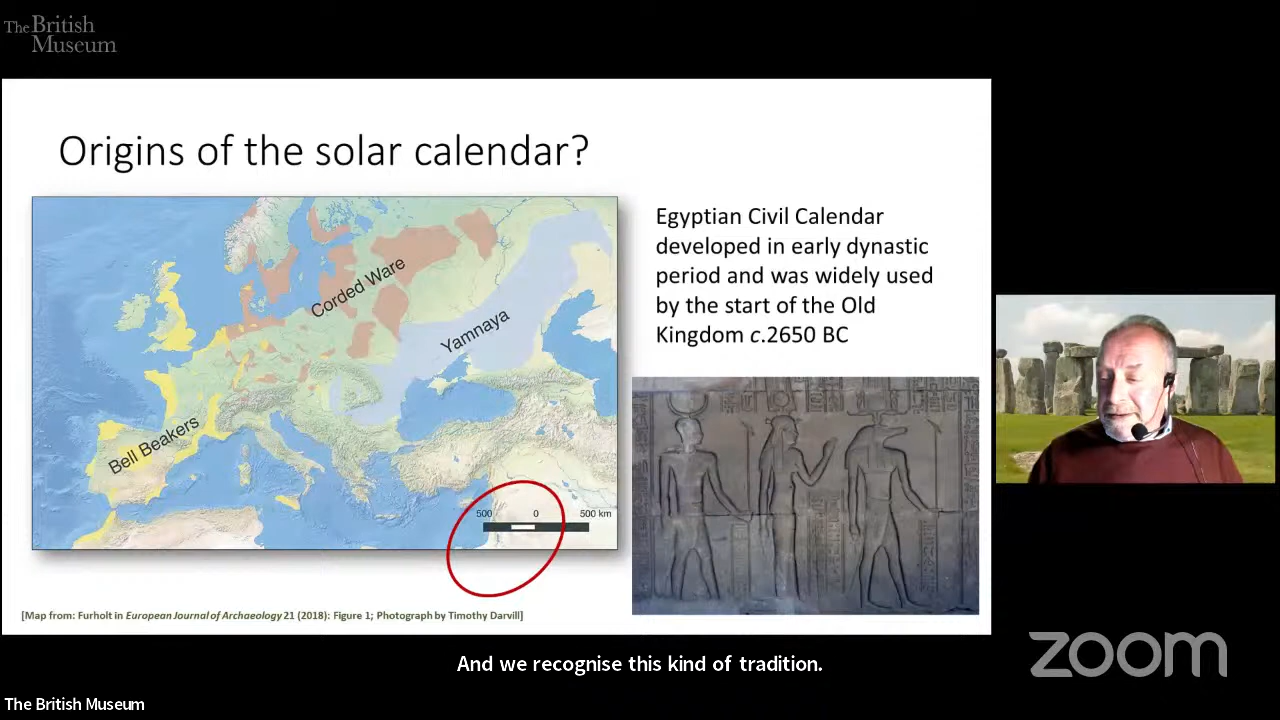 The British
Museum
Origins of the solar calendar?
Corded Ware
Yamnaya
Bell Beakers
500 0 500 km
Egyptian Civil Calendar
developed in early dynastic
period and was widely used
by the start of the Old
Kingdom c.2650 BC
[Map from: Furholt in European Journal of Archaeology 21 (2018): Figure 1; Photograph by Timothy Darvill]
And we recognise this kind of tradition.
zoom
The British Museum